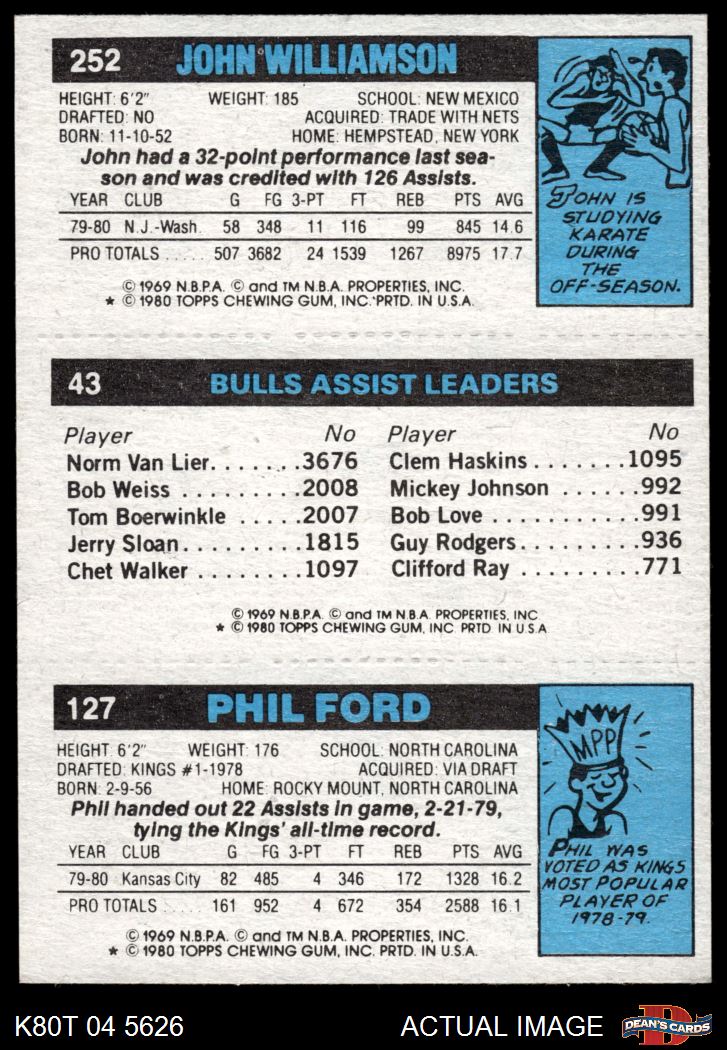 252 JOHN WILLIAMSON
HEIGHT: 6'2" WEIGHT: 185 SCHOOL: NEW MEXICO
DRAFTED: NO ACQUIRED: TRADE WITH NETS
BORN: 11-10-52 HOME: HEMPSTEAD, NEW YORK
John had a 32-point performance last sea-
son and was credited with 126 Assists.
YEAR CLUB G FG 3-PT FT REB PTS AVG
79-80 N.J.-Wash. 58 348 11 116 99 845 14.6
PRO TOTALS ..... 507 3682 24 1539 1267 8975 17.7
© 1969 N.B.P.A. © and TM N.B.A. PROPERTIES, INC.
★ © 1980 TOPPS CHEWING GUM, INC. PRTD. IN U.S.A.
JOHN IS
STUDYING
KARATE
DURING
THE
OFF-SEASON.
43 BULLS ASSIST LEADERS
Player No Player No
Norm Van Lier.......3676 Clem Haskins........1095
Bob Weiss .........2008 Mickey Johnson ......992
Tom Boerwinkle .....2007 Bob Love ...........991
Jerry Sloan.........1815 Guy Rodgers.........936
Chet Walker ........1097 Clifford Ray .........771
© 1969 N.B.P.A. © and TM N.B.A. PROPERTIES, INC
★ © 1980 TOPPS CHEWING GUM, INC PRTD. IN U.S.A
127 PHIL FORD
HEIGHT: 6'2" WEIGHT: 176 SCHOOL: NORTH CAROLINA
DRAFTED: KINGS #1-1978 ACQUIRED: VIA DRAFT
BORN: 2-9-56 HOME: ROCKY MOUNT, NORTH CAROLINA
Phil handed out 22 Assists in game, 2-21-79,
tying the Kings' all-time record.
YEAR CLUB G FG 3-PT FT REB PTS AVG
79-80 Kansas City 82 485 4 346 172 1328 16.2
PRO TOTALS ..... 161 952 4 672 354 2588 16.1
© 1969 N.B.P.A. © and TM N.B.A. PROPERTIES, INC.
★ © 1980 TOPPS CHEWING GUM, INC. PRTD. IN U.S.A.
MPP
PHIL WAS
VOTED AS KINGS
MOST POPULAR
PLAYER OF
1978-79.
K80T 04 5626 ACTUAL IMAGE
D
DEAN'S CARDS